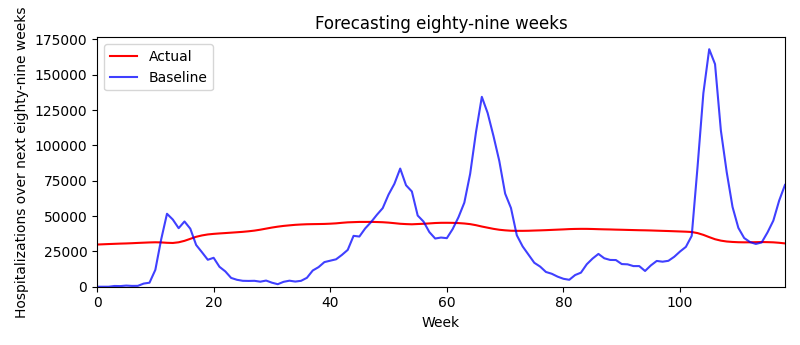 Forecasting eighty-nine weeks
Hospitalizations over next eighty-nine weeks
175000
150000
125000
100000
75000
50000
25000
0
Actual
Baseline
0
20
40
60
80
100
Week